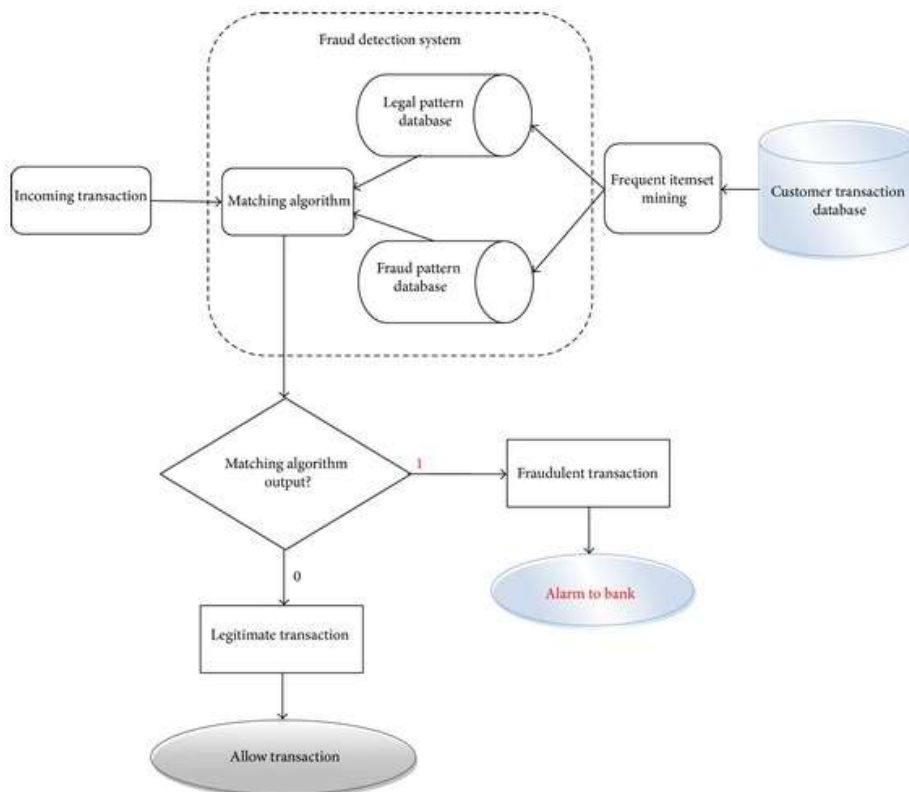 Fraud detection system
Legal pattern
database
Incoming transaction
Matching algorithm
Frequent itemset
mining
Customer transaction
database
Fraud pattern
database
Matching algorithm
output?
1
Fraudulent transaction
0
Alarm to bank
Legitimate transaction
Allow transaction